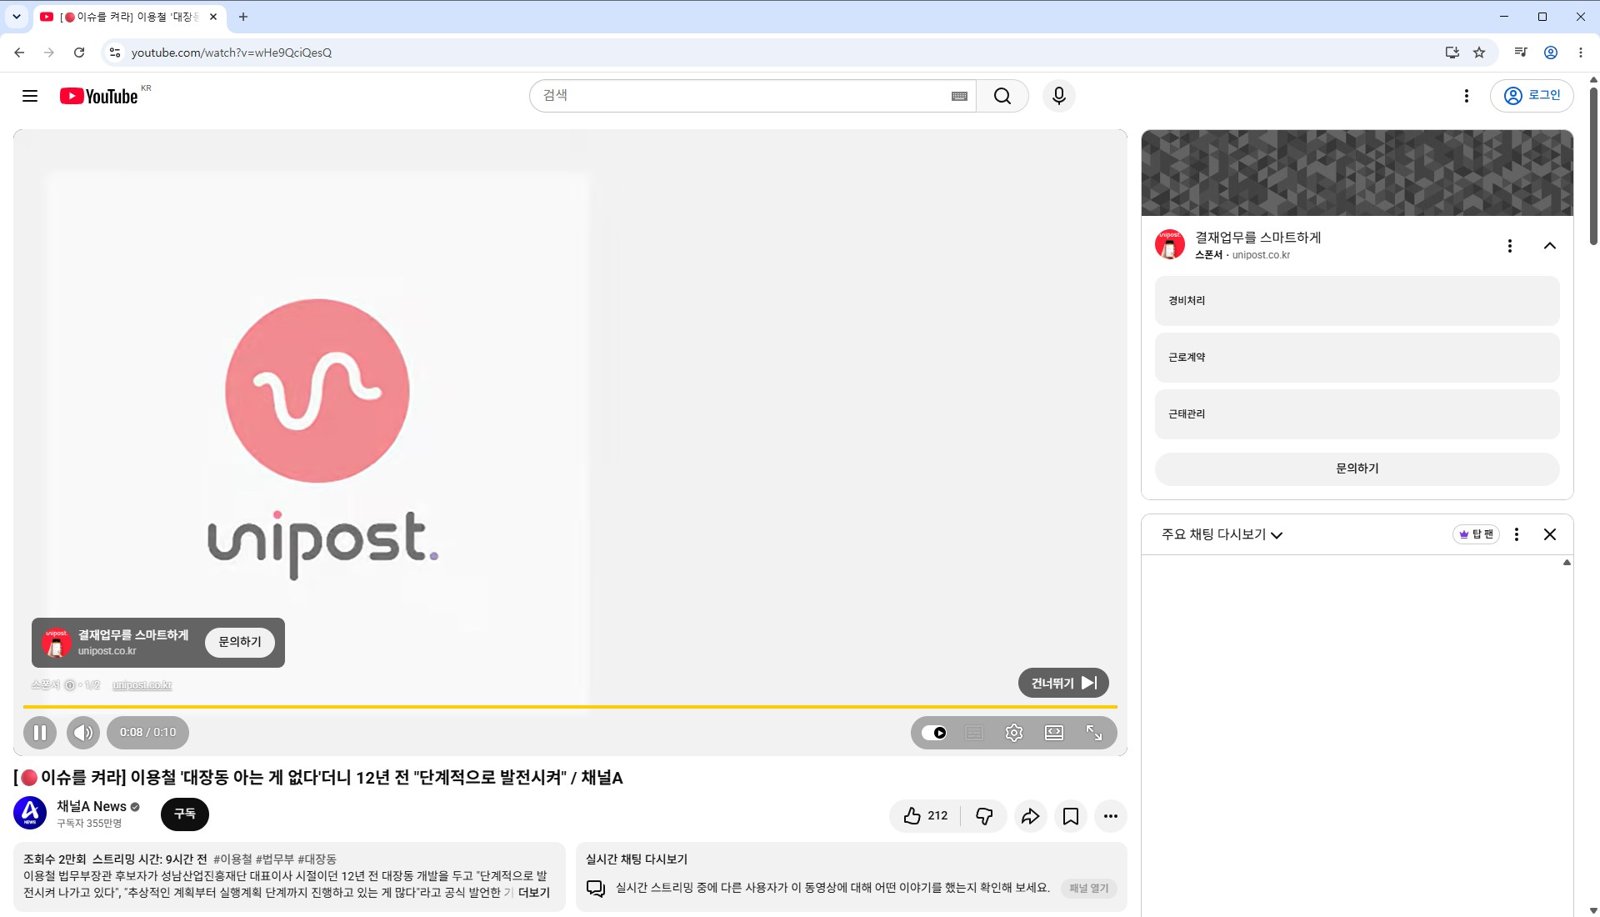 [🔴이슈를 켜라] 이용철 '대장동
youtube.com/watch?v=wHe9QciQesQ
YouTube KR
검색
로그인
unipost.
결재업무를 스마트하게
unipost.co.kr
문의하기
스폰서 · 1/2 unipost.co.kr
건너뛰기
0:08 / 0:10
결재업무를 스마트하게
스폰서 · unipost.co.kr
경비처리
근로계약
근태관리
문의하기
주요 채팅 다시보기
탑 팬
[🔴이슈를 켜라] 이용철 '대장동 아는 게 없다'더니 12년 전 "단계적으로 발전시켜" / 채널A
채널A News
구독자 355만명
구독
212
조회수 2만회 스트리밍 시간: 9시간 전 #이용철 #법무부 #대장동
이용철 법무부장관 후보자가 성남산업진흥재단 대표이사 시절이던 12년 전 대장동 개발을 두고 "단계적으로 발
전시켜 나가고 있다", "추상적인 계획부터 실행계획 단계까지 진행하고 있는 게 많다"라고 공식 발언한 더보기
실시간 채팅 다시보기
실시간 스트리밍 중에 다른 사용자가 이 동영상에 대해 어떤 이야기를 했는지 확인해 보세요.
패널 열기